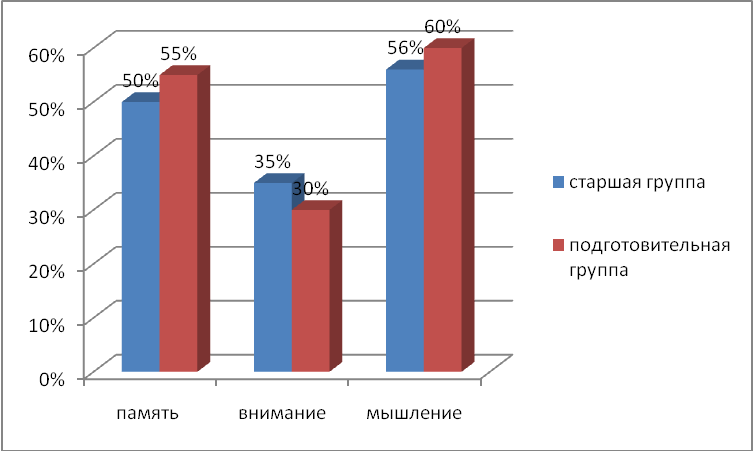 60%
50%
40%
30%
20%
10%
0%
50%
55%
35%
30%
56%
60%
память
внимание
мышление
старшая группа
подготовительная
группа